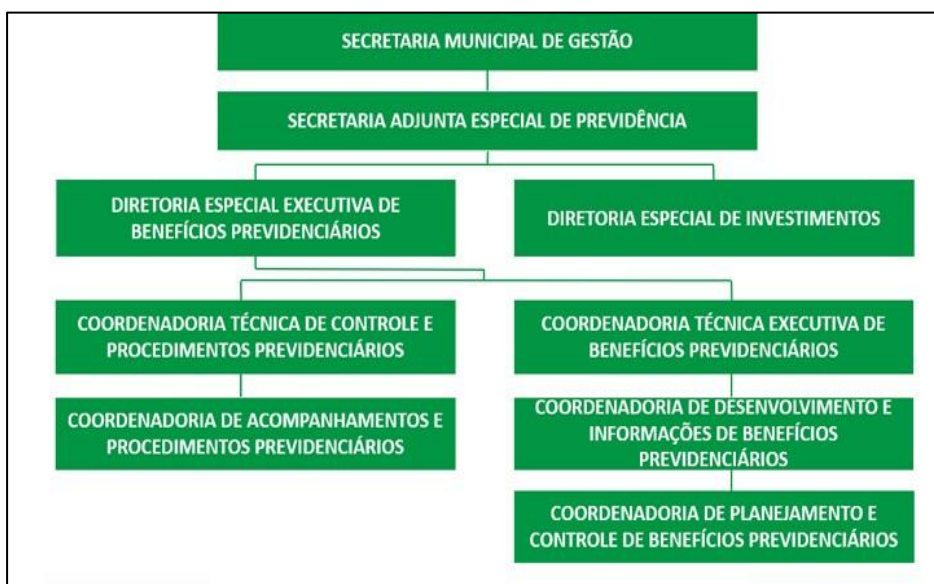 SECRETARIA MUNICIPAL DE GESTÃO
SECRETARIA ADJUNTA ESPECIAL DE PREVIDÊNCIA
DIRETORIA ESPECIAL EXECUTIVA DE
BENEFÍCIOS PREVIDENCIÁRIOS
DIRETORIA ESPECIAL DE INVESTIMENTOS
COORDENADORIA TÉCNICA DE CONTROLE E
PROCEDIMENTOS PREVIDENCIÁRIOS
COORDENADORIA TÉCNICA EXECUTIVA DE
BENEFÍCIOS PREVIDENCIÁRIOS
COORDENADORIA DE ACOMPANHAMENTOS E
PROCEDIMENTOS PREVIDENCIÁRIOS
COORDENADORIA DE DESENVOLVIMENTO E
INFORMAÇÕES DE BENEFÍCIOS
PREVIDENCIÁRIOS
COORDENADORIA DE PLANEJAMENTO E
CONTROLE DE BENEFÍCIOS PREVIDENCIÁRIOS